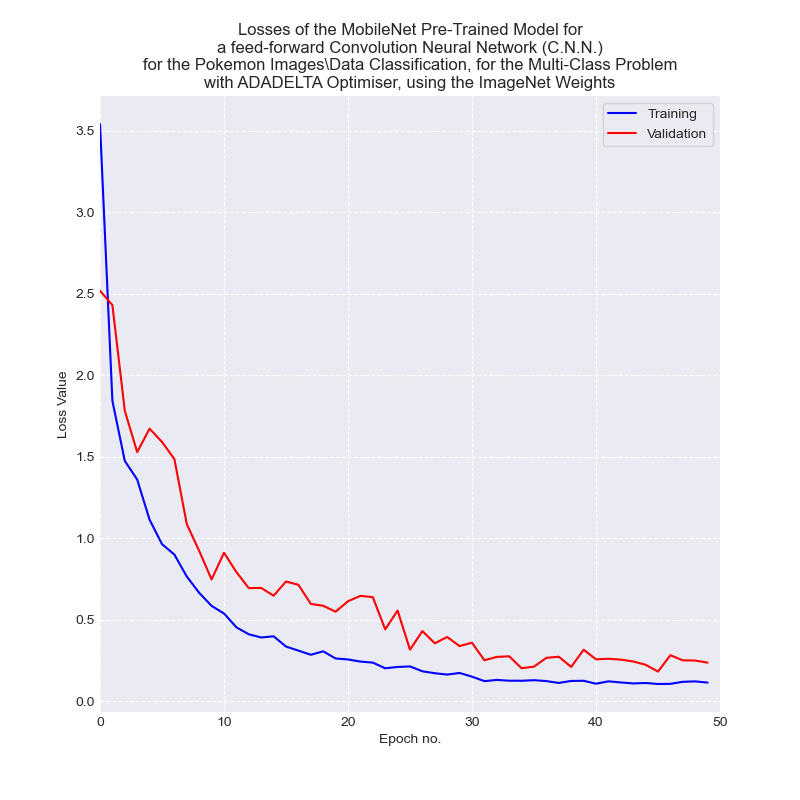 Losses of the MobileNet Pre-Trained Model for
a feed-forward Convolution Neural Network (C.N.N.)
for the Pokemon Images\Data Classification, for the Multi-Class Problem
with ADADELTA Optimiser, using the ImageNet Weights
Training
Validation
3.5
3.0
2.5
2.0
1.5
1.0
0.5
0.0
Loss Value
0 10 20 30 40 50
Epoch no.